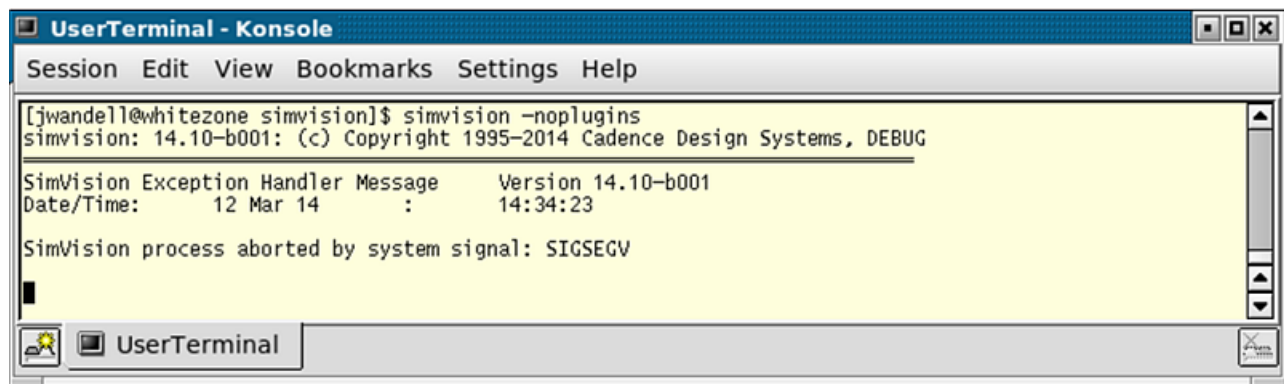 UserTerminal - Konsole
Session Edit View Bookmarks Settings Help
[jwandell@whitezone simvision]$ simvision -noplugins
simvision: 14.10-b001: (c) Copyright 1995-2014 Cadence Design Systems, DEBUG
SimVision Exception Handler Message Version 14.10-b001
Date/Time: 12 Mar 14 : 14:34:23
SimVision process aborted by system signal: SIGSEGV
UserTerminal